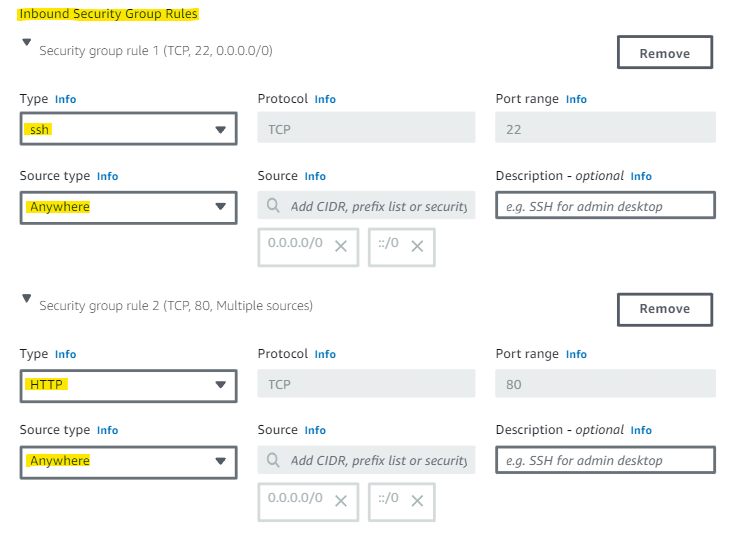 Inbound Security Group Rules
Security group rule 1 (TCP, 22, 0.0.0.0/0)
Remove
Type Info
Protocol Info
Port range Info
ssh
TCP
22
Source type Info
Source Info
Description - optional Info
Anywhere
Add CIDR, prefix list or security
e.g. SSH for admin desktop
0.0.0.0/0
::/0
Security group rule 2 (TCP, 80, Multiple sources)
Remove
Type Info
Protocol Info
Port range Info
HTTP
TCP
80
Source type Info
Source Info
Description - optional Info
Anywhere
Add CIDR, prefix list or security
e.g. SSH for admin desktop
0.0.0.0/0
::/0